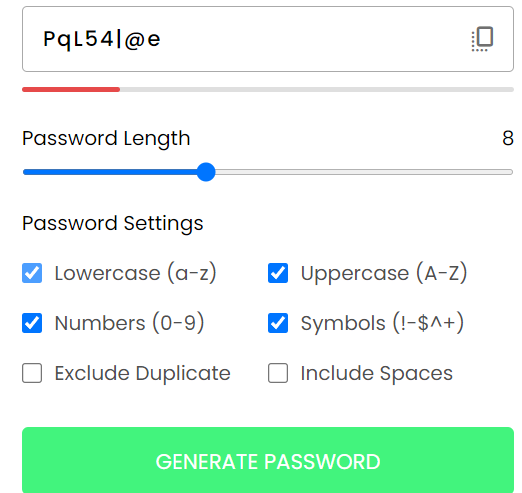 PqL54|@e
Password Length 8
Password Settings
Lowercase (a-z) Uppercase (A-Z)
Numbers (0-9) Symbols (!-$^+)
Exclude Duplicate Include Spaces
GENERATE PASSWORD